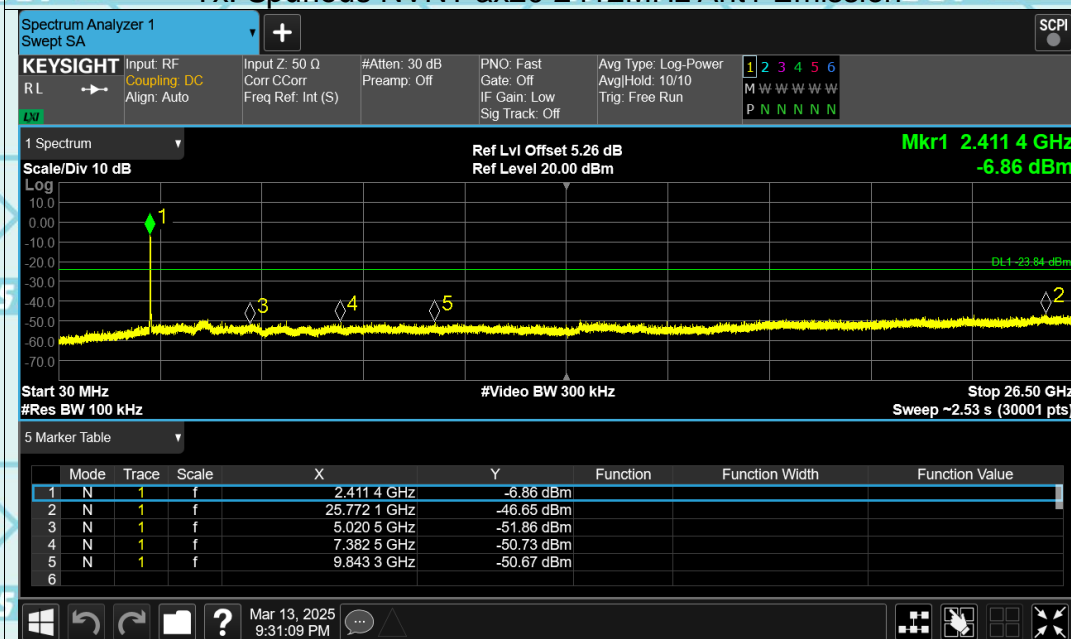 Tx. Spurious NVNT ax20 2412MHz Ant1 Emission
Spectrum Analyzer 1
Swept SA
+
SCPI
KEYSIGHT
RL
LXI
Input: RF
Coupling: DC
Align: Auto
Input Z: 50 Ω
Corr CCorr
Freq Ref: Int (S)
#Atten: 30 dB
Preamp: Off
PNO: Fast
Gate: Off
IF Gain: Low
Sig Track: Off
Avg Type: Log-Power
Avg|Hold: 10/10
Trig: Free Run
1 2 3 4 5 6
M W W W W W
P N N N N N
1 Spectrum
Scale/Div 10 dB
Ref Lvl Offset 5.26 dB
Ref Level 20.00 dBm
Mkr1 2.411 4 GHz
-6.86 dBm
Log
10.0
0.00
-10.0
-20.0
-30.0
-40.0
-50.0
-60.0
-70.0
1
3
4
5
2
DL1 -23.84 dBm
Start 30 MHz
#Video BW 300 kHz
Stop 26.50 GHz
#Res BW 100 kHz
Sweep ~2.53 s (30001 pts)
5 Marker Table
Mode Trace Scale X Y Function Function Width Function Value
1 N 1 f 2.411 4 GHz -6.86 dBm
2 N 1 f 25.772 1 GHz -46.65 dBm
3 N 1 f 5.020 5 GHz -51.86 dBm
4 N 1 f 7.382 5 GHz -50.73 dBm
5 N 1 f 9.843 3 GHz -50.67 dBm
6
?
Mar 13, 2025
9:31:09 PM